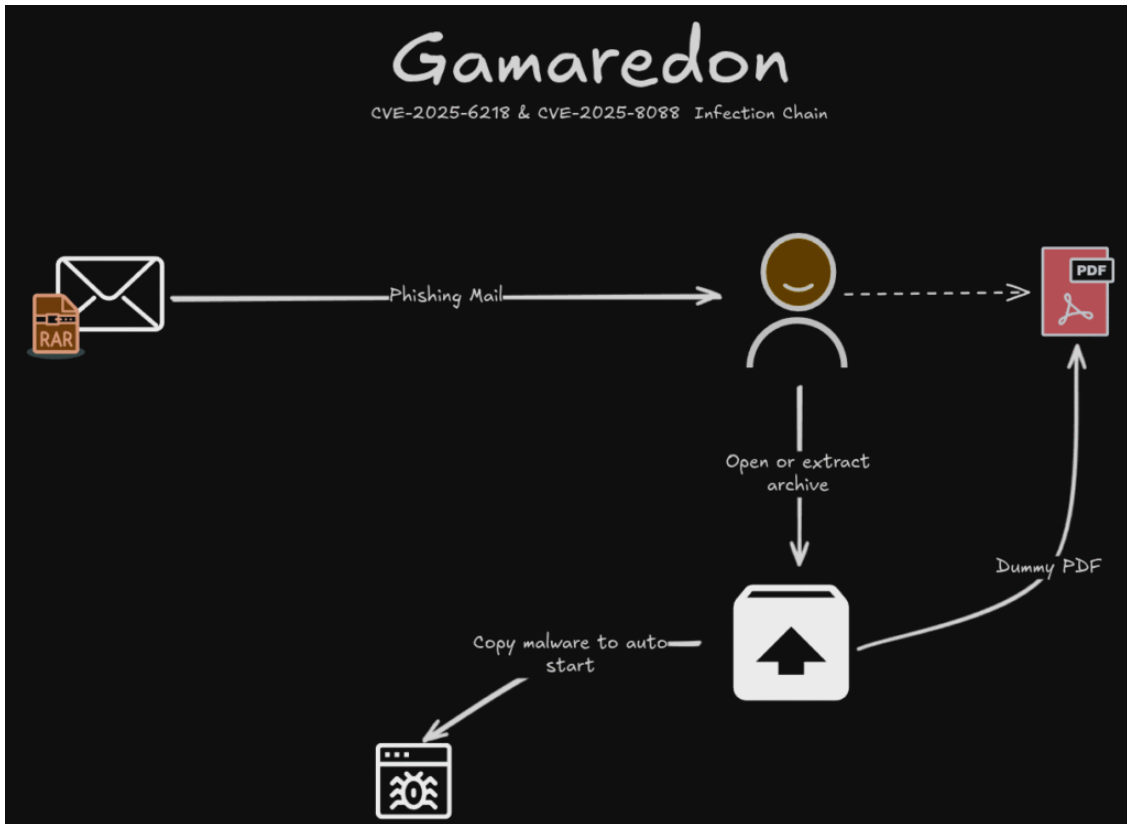 Gamaredon
CVE-2025-6218 & CVE-2025-8088 Infection Chain
RAR
Phishing Mail
PDF
Open or extract
archive
Dummy PDF
Copy malware to auto
start